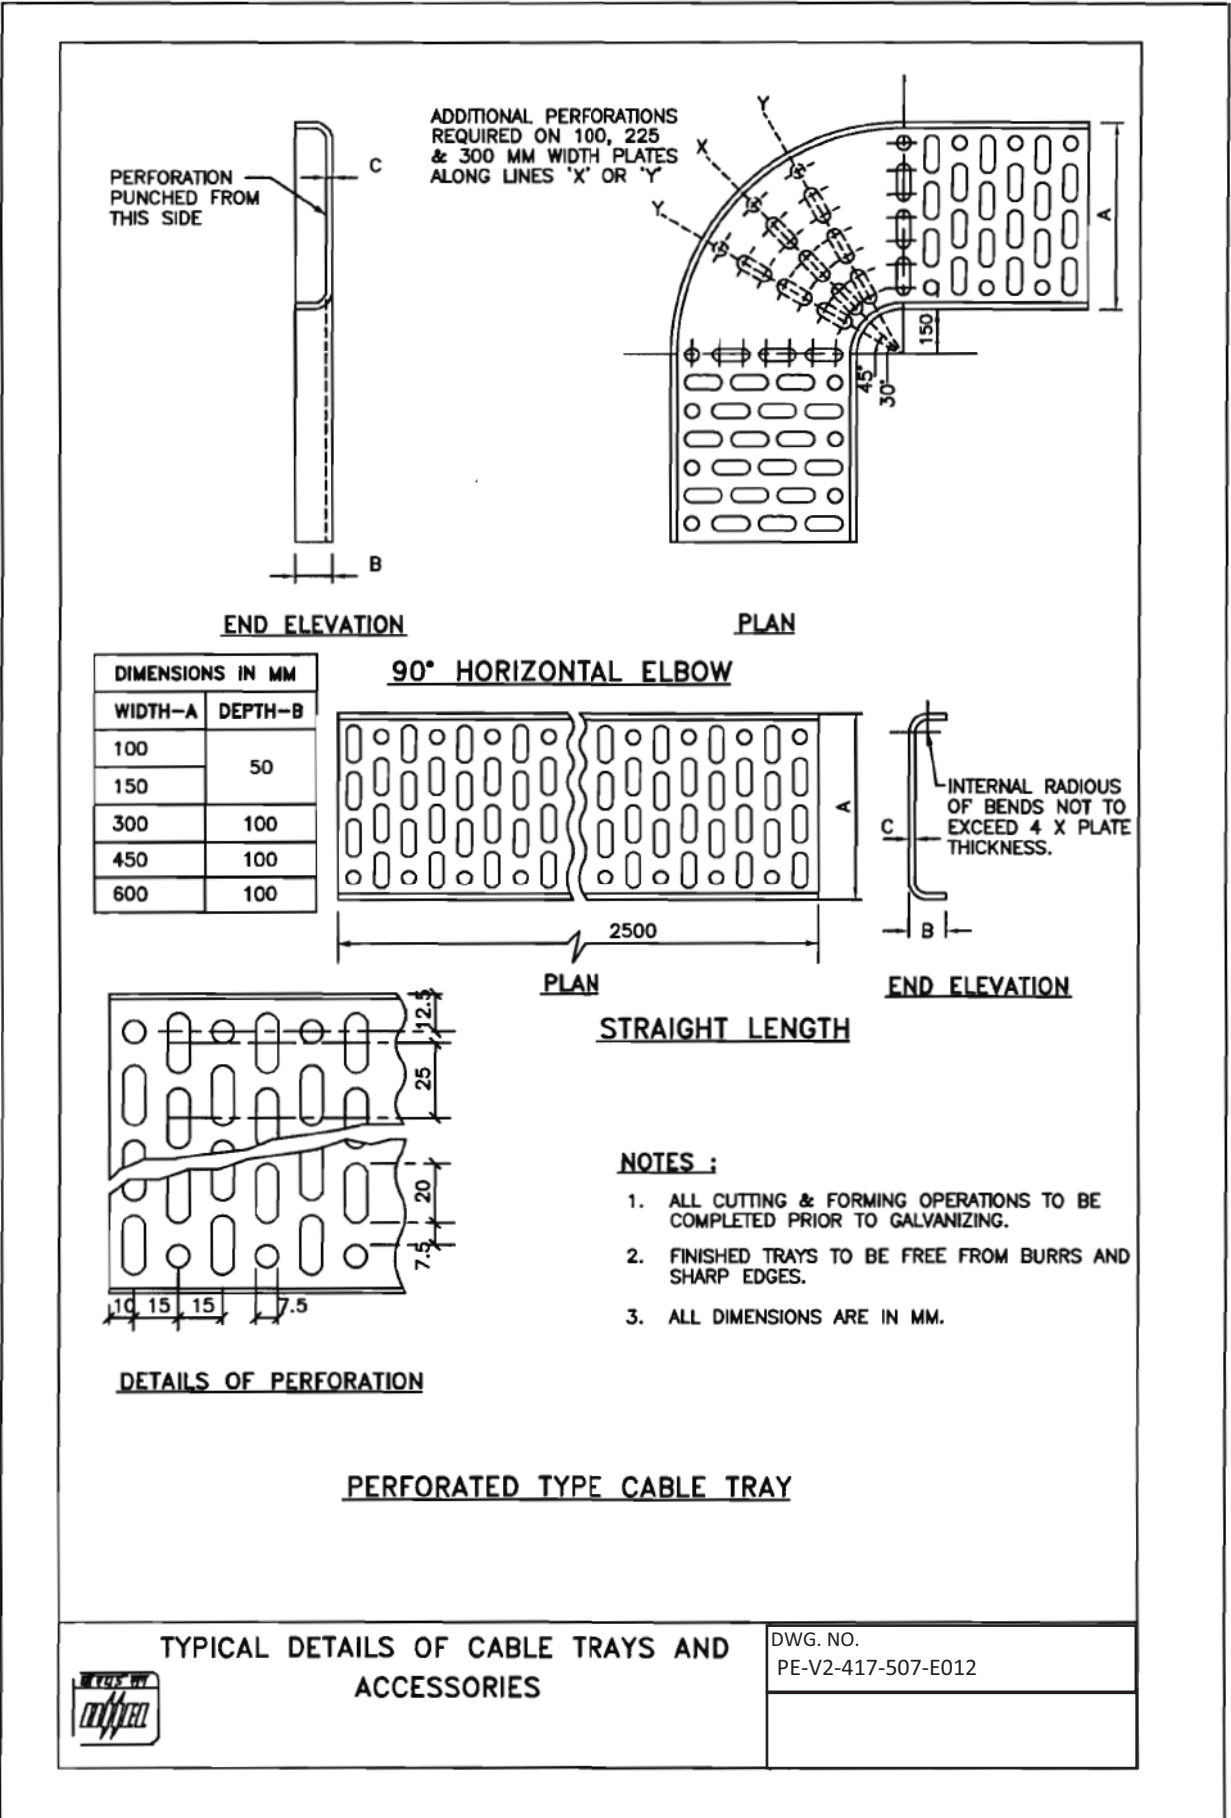 PERFORATION
PUNCHED FROM
THIS SIDE
C
B
END ELEVATION
ADDITIONAL PERFORATIONS
REQUIRED ON 100, 225
& 300 MM WIDTH PLATES
ALONG LINES 'X' OR 'Y'
Y
X
Y
A
150
45°
30°
PLAN
90° HORIZONTAL ELBOW
DIMENSIONS IN MM
WIDTH-A DEPTH-B
100
50
150
300 100
450 100
600 100
A
2500
PLAN
INTERNAL RADIOUS
OF BENDS NOT TO
EXCEED 4 X PLATE
THICKNESS.
C
B
END ELEVATION
STRAIGHT LENGTH
12.5
25
20
7.5
10 15 15 7.5
DETAILS OF PERFORATION
NOTES :
1. ALL CUTTING & FORMING OPERATIONS TO BE
COMPLETED PRIOR TO GALVANIZING.
2. FINISHED TRAYS TO BE FREE FROM BURRS AND
SHARP EDGES.
3. ALL DIMENSIONS ARE IN MM.
PERFORATED TYPE CABLE TRAY
TYPICAL DETAILS OF CABLE TRAYS AND
ACCESSORIES
DWG. NO.
PE-V2-417-507-E012